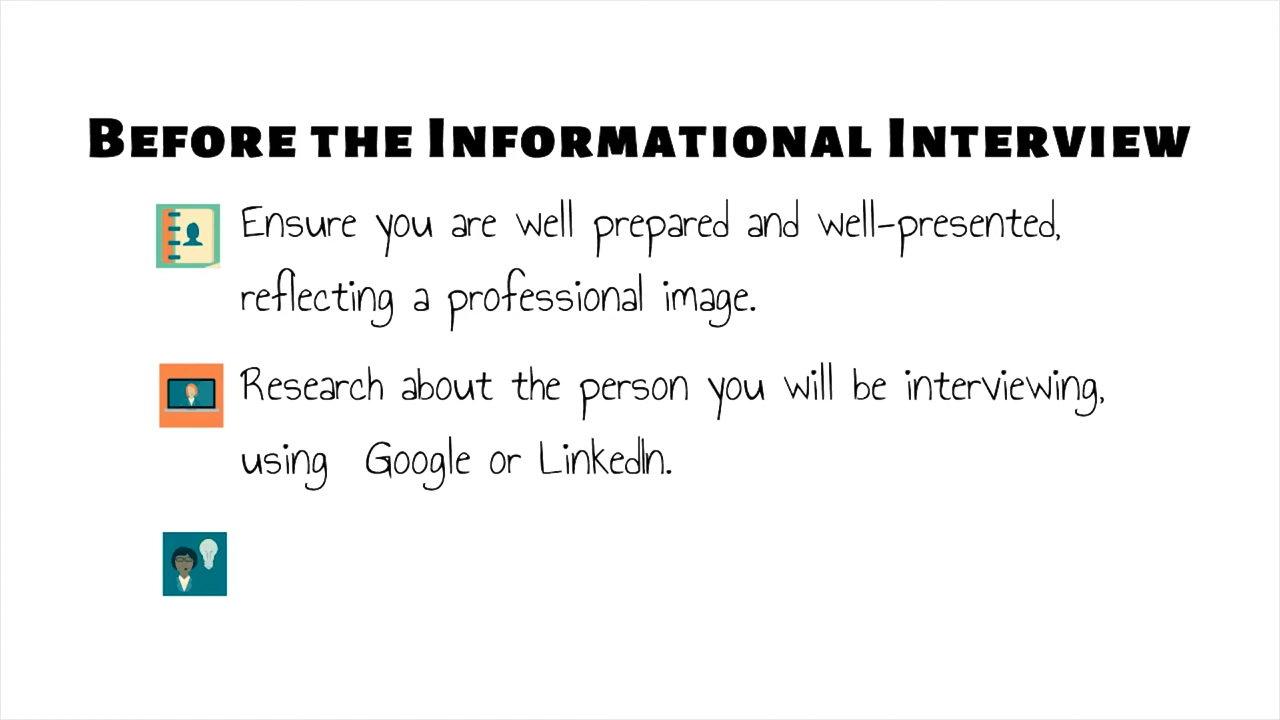 Before the Informational Interview
Ensure you are well prepared and well-presented,
reflecting a professional image.
Research about the person you will be interviewing,
using Google or LinkedIn.